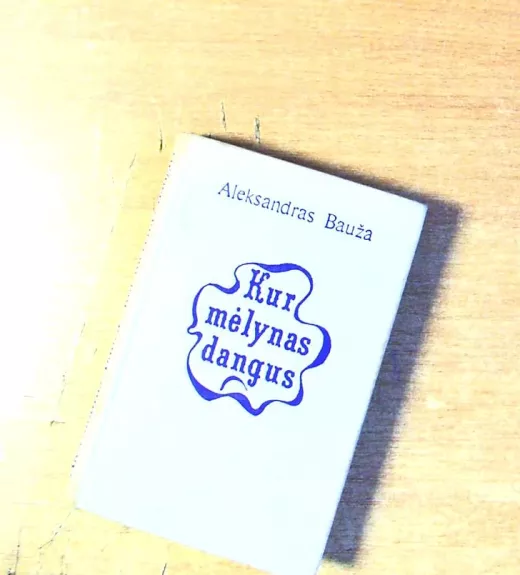 Aleksandras Bauža
Kur
mėlynas
dangus